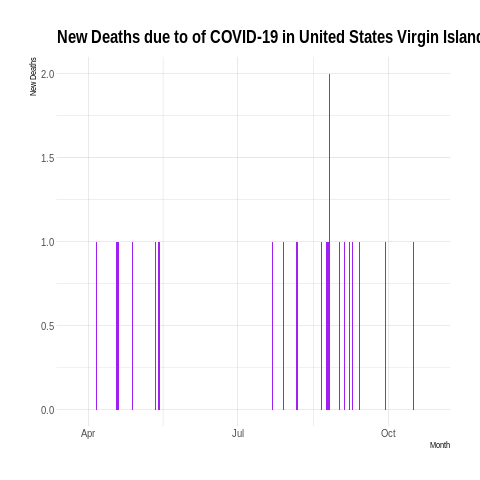 New Deaths due to of COVID-19 in United States Virgin Island
New Deaths
2.0
1.5
1.0
0.5
0.0
Apr
Jul
Oct
Month